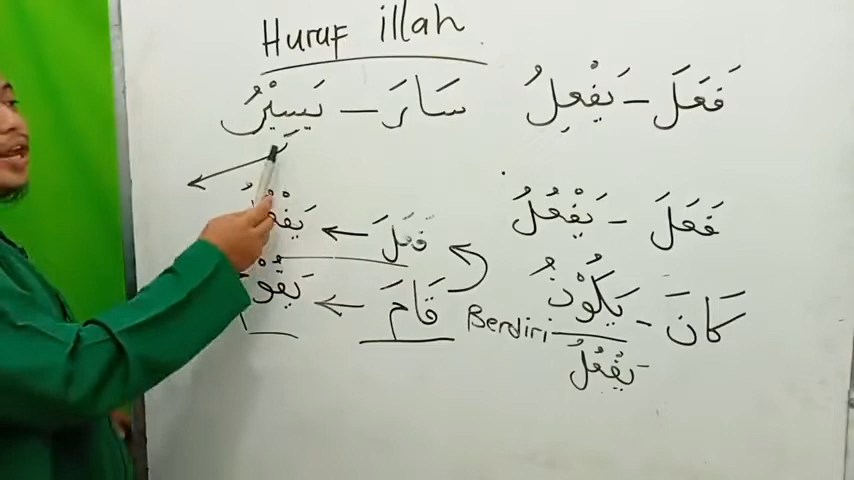 Huruf illah
فَعَلَ – يَفْعِلُ سَارَ – يَسِيْرُ
فَعَلَ – يَفْعُلُ فَعَلَ ← يَفْعُلُ
كَانَ – يَكُوْنُ Berdiri قَامَ ←
يَفْعُلُ